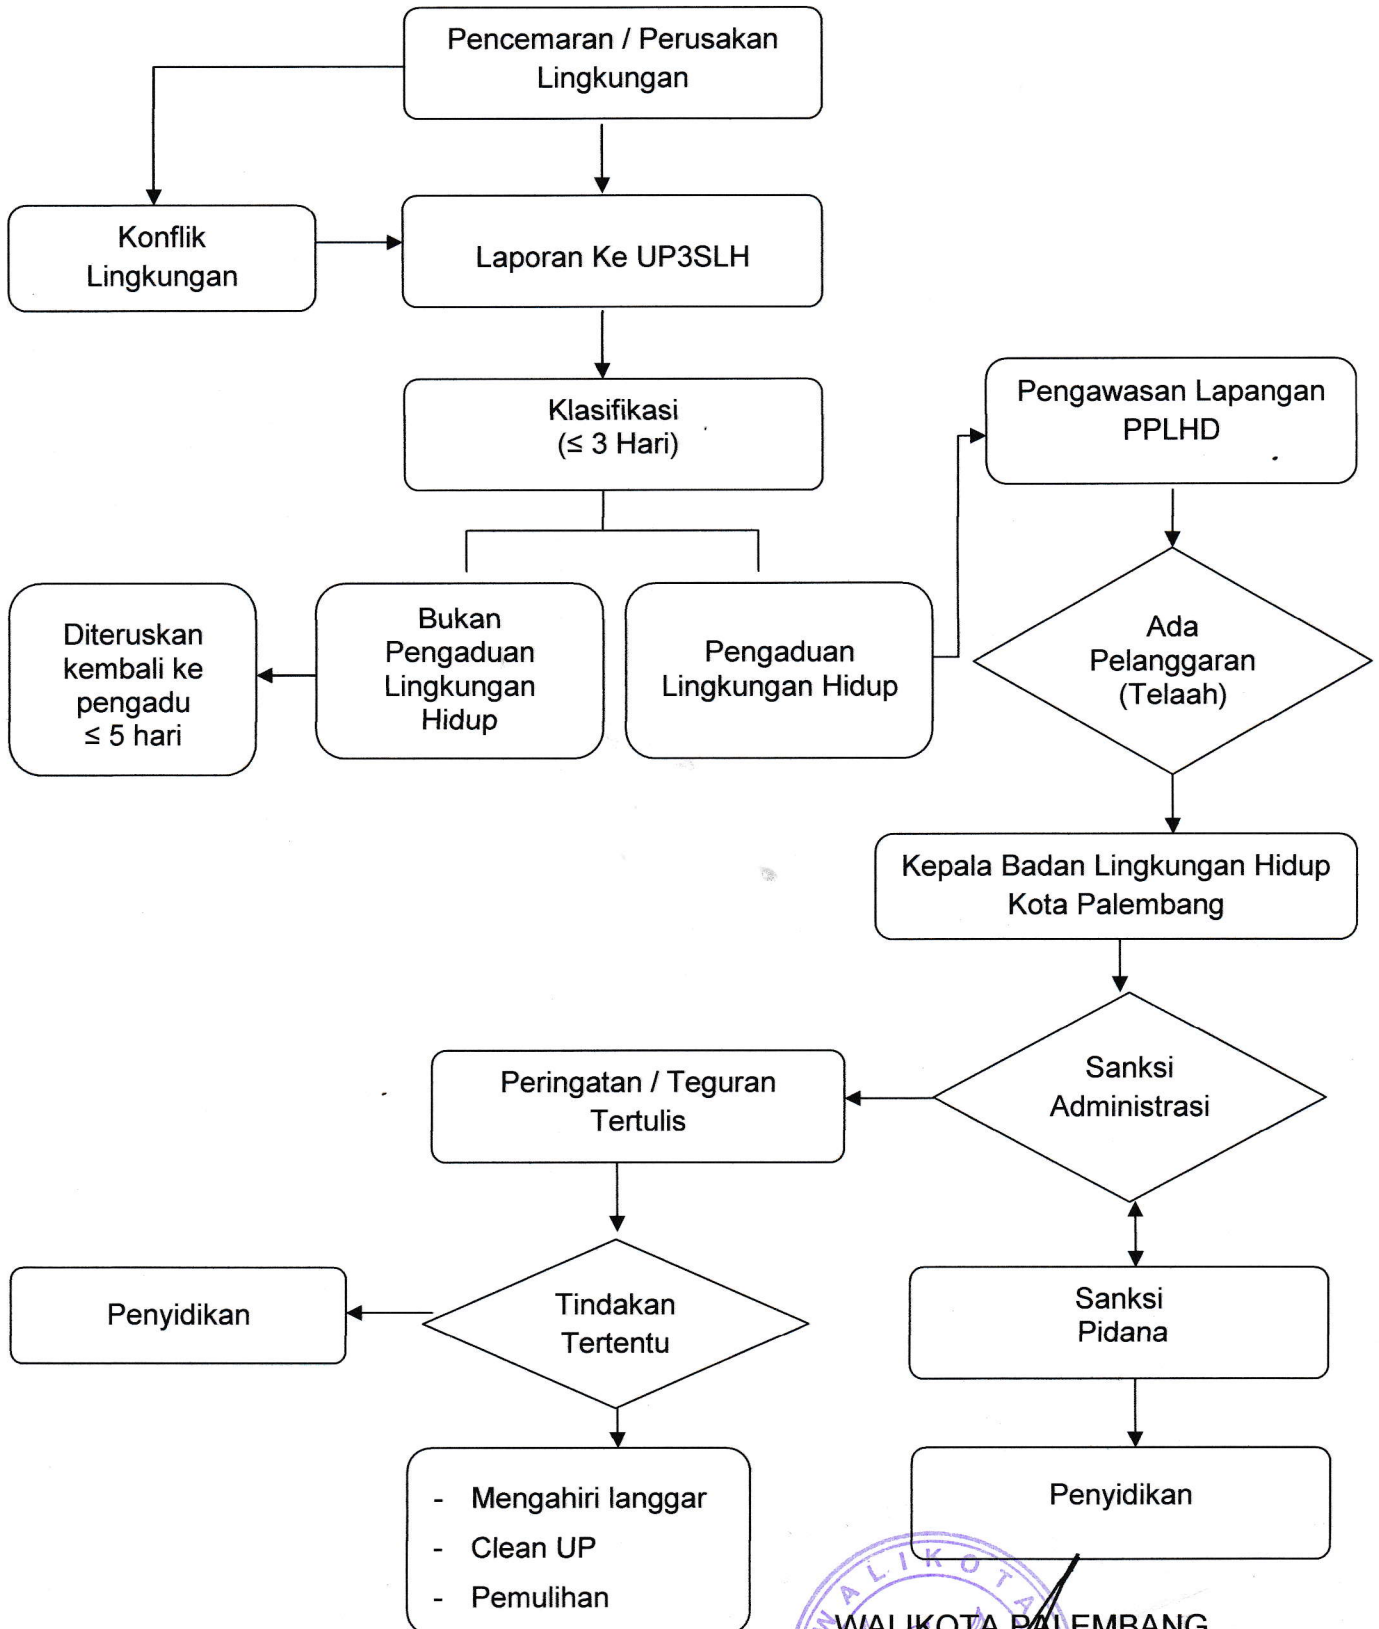 Pencemaran / Perusakan
Lingkungan
Konflik
Lingkungan
Laporan Ke UP3SLH
Klasifikasi
(≤ 3 Hari)
Pengawasan Lapangan
PPLHD
Diteruskan
kembali ke
pengadu
≤ 5 hari
Bukan
Pengaduan
Lingkungan
Hidup
Pengaduan
Lingkungan Hidup
Ada
Pelanggaran
(Telaah)
Kepala Badan Lingkungan Hidup
Kota Palembang
Sanksi
Administrasi
Peringatan / Teguran
Tertulis
Penyidikan
Tindakan
Tertentu
Sanksi
Pidana
- Mengahiri langgar
- Clean UP
- Pemulihan
Penyidikan
WALIKOTA
WALIKOTA PALEMBANG